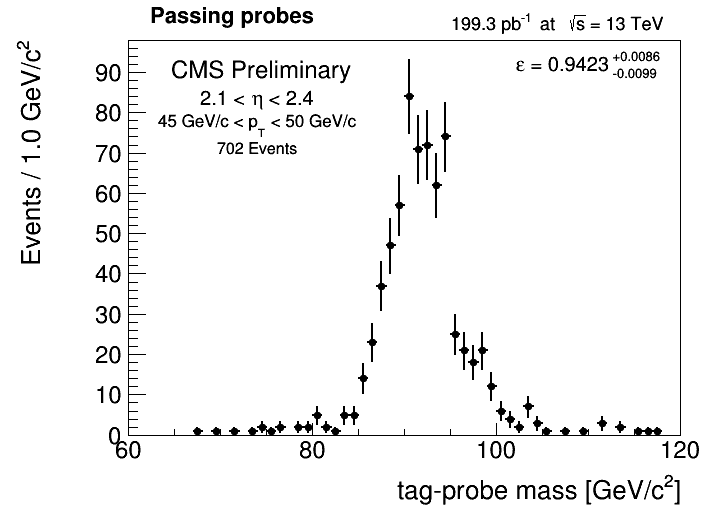 Passing probes
199.3 pb⁻¹ at √s = 13 TeV
CMS Preliminary
ε = 0.9423 +0.0086 -0.0099
2.1 < η < 2.4
45 GeV/c < p_T < 50 GeV/c
702 Events
Events / 1.0 GeV/c²
90
80
70
60
50
40
30
20
10
0
60 80 100 120
tag-probe mass [GeV/c²]